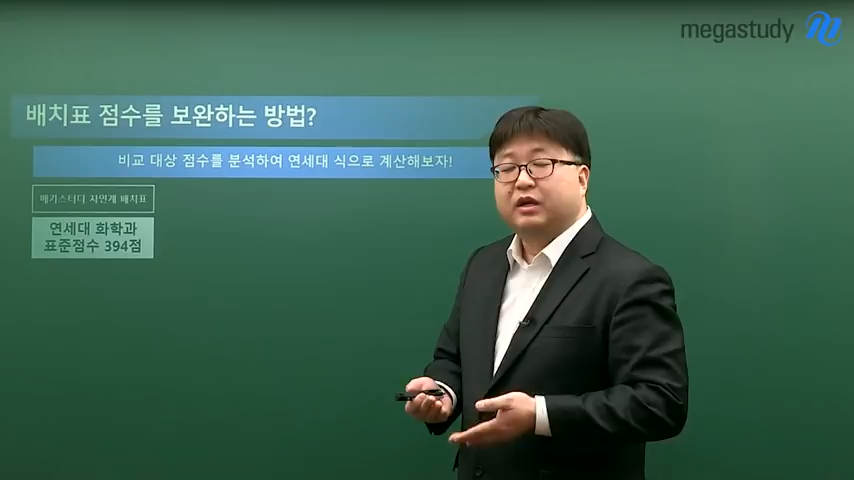 megastudy
배치표 점수를 보완하는 방법?
비교 대상 점수를 분석하여 연세대 식으로 계산해보자!
메가스터디 자연계 배치표
연세대 화학과
표준점수 394점